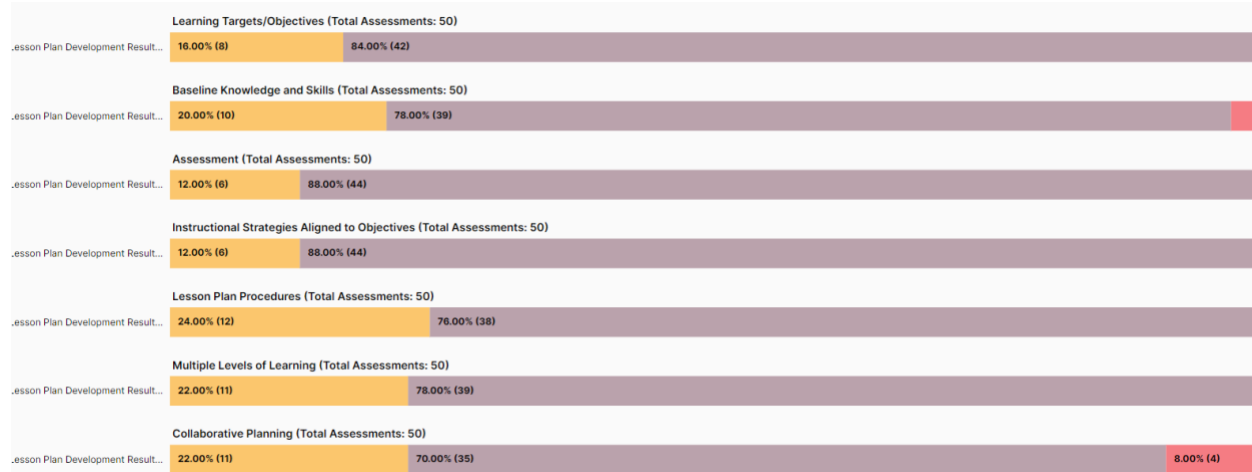 Learning Targets/Objectives (Total Assessments: 50)
.esson Plan Development Result... 16.00% (8) 84.00% (42)
Baseline Knowledge and Skills (Total Assessments: 50)
.esson Plan Development Result... 20.00% (10) 78.00% (39)
Assessment (Total Assessments: 50)
.esson Plan Development Result... 12.00% (6) 88.00% (44)
Instructional Strategies Aligned to Objectives (Total Assessments: 50)
.esson Plan Development Result... 12.00% (6) 88.00% (44)
Lesson Plan Procedures (Total Assessments: 50)
.esson Plan Development Result... 24.00% (12) 76.00% (38)
Multiple Levels of Learning (Total Assessments: 50)
.esson Plan Development Result... 22.00% (11) 78.00% (39)
Collaborative Planning (Total Assessments: 50)
.esson Plan Development Result... 22.00% (11) 70.00% (35) 8.00% (4)